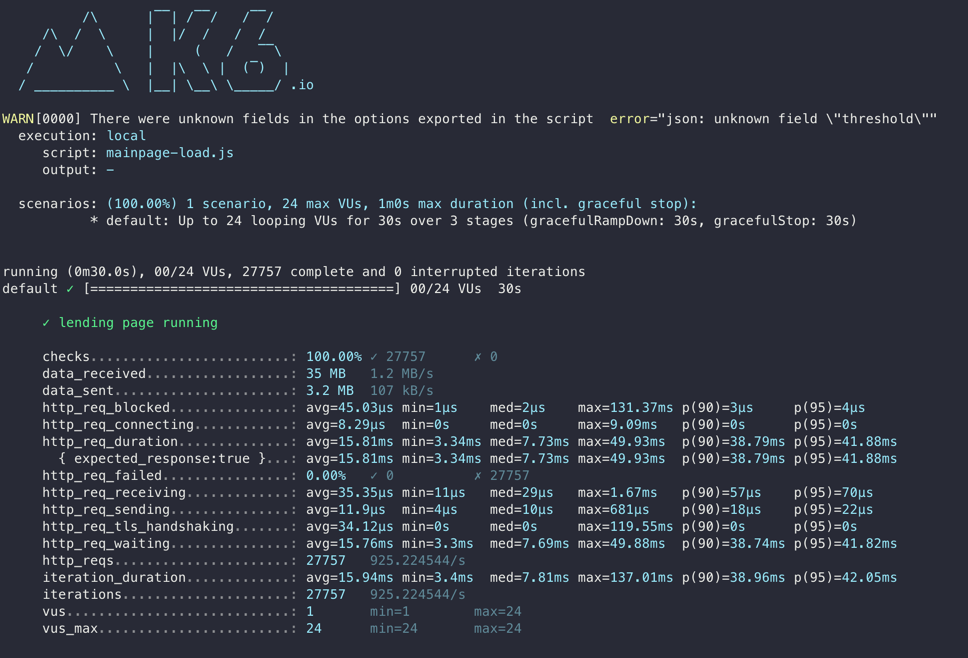 /\      |‾‾| /‾‾/   /‾‾/
     /\  /  \     |  |/  /   /  /
    /  \/    \    |     (   /   ‾‾\
   /          \   |  |\  \ |  (‾)  |
  / __________ \  |__| \__\ \_____/ .io

WARN[0000] There were unknown fields in the options exported in the script  error="json: unknown field \"threshold\""
  execution: local
     script: mainpage-load.js
     output: -

  scenarios: (100.00%) 1 scenario, 24 max VUs, 1m0s max duration (incl. graceful stop):
           * default: Up to 24 looping VUs for 30s over 3 stages (gracefulRampDown: 30s, gracefulStop: 30s)

running (0m30.0s), 00/24 VUs, 27757 complete and 0 interrupted iterations
default ✓ [======================================] 00/24 VUs  30s

     ✓ lending page running

     checks.........................: 100.00% ✓ 27757      ✗ 0
     data_received..................: 35 MB   1.2 MB/s
     data_sent......................: 3.2 MB  107 kB/s
     http_req_blocked...............: avg=45.03µs min=1µs    med=2µs    max=131.37ms p(90)=3µs     p(95)=4µs
     http_req_connecting............: avg=8.29µs  min=0s     med=0s     max=9.09ms   p(90)=0s      p(95)=0s
     http_req_duration..............: avg=15.81ms min=3.34ms med=7.73ms max=49.93ms  p(90)=38.79ms p(95)=41.88ms
       { expected_response:true }...: avg=15.81ms min=3.34ms med=7.73ms max=49.93ms  p(90)=38.79ms p(95)=41.88ms
     http_req_failed................: 0.00%   ✓ 0          ✗ 27757
     http_req_receiving.............: avg=35.35µs min=11µs   med=29µs   max=1.67ms   p(90)=57µs    p(95)=70µs
     http_req_sending...............: avg=11.9µs  min=4µs    med=10µs   max=681µs    p(90)=18µs    p(95)=22µs
     http_req_tls_handshaking.......: avg=34.12µs min=0s     med=0s     max=119.55ms p(90)=0s      p(95)=0s
     http_req_waiting...............: avg=15.76ms min=3.3ms  med=7.69ms max=49.88ms  p(90)=38.74ms p(95)=41.82ms
     http_reqs......................: 27757   925.224544/s
     iteration_duration.............: avg=15.94ms min=3.4ms  med=7.81ms max=137.01ms p(90)=38.96ms p(95)=42.05ms
     iterations.....................: 27757   925.224544/s
     vus............................: 1       min=1        max=24
     vus_max........................: 24      min=24       max=24